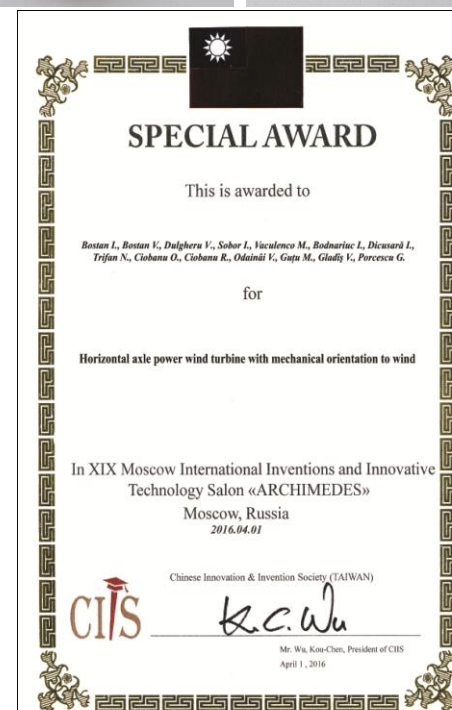 SPECIAL AWARD
This is awarded to
Bostan I., Bostan V., Dulgheru V., Sobor I., Vaculenco M., Bodnariuc I., Dicusară I.,
Trifan N., Ciobanu O., Ciobanu R., Odainăi V., Guțu M., Gladîș V., Porcescu G.
for
Horizontal axle power wind turbine with mechanical orientation to wind
In XIX Moscow International Inventions and Innovative
Technology Salon «ARCHIMEDES»
Moscow, Russia
2016.04.01
Chinese Innovation & Invention Society (TAIWAN)
CIIS
K.C. Wu
Mr. Wu, Kou-Chen, President of CIIS
April 1 , 2016